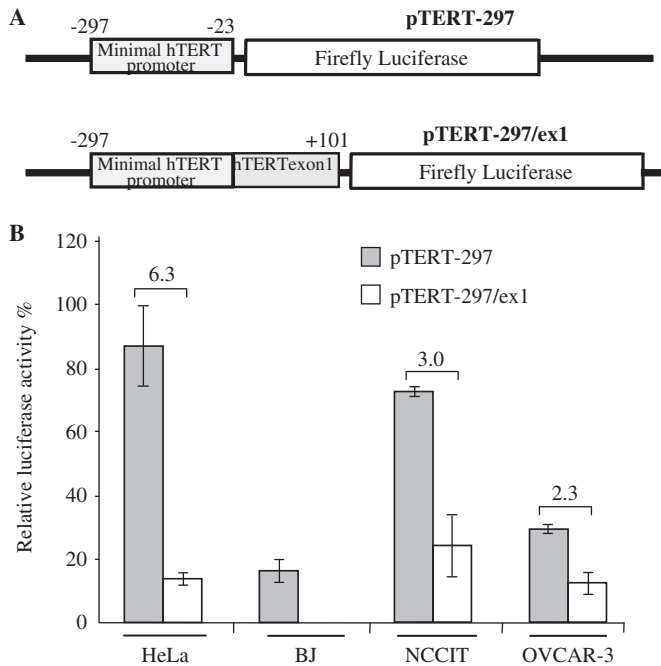 A
pTERT-297
-297
-23
Minimal hTERT
promoter
Firefly Luciferase
pTERT-297/ex1
-297
+101
Minimal hTERT
promoter
hTERTexon1
Firefly Luciferase
B
120
100
80
60
40
20
0
Relative luciferase activity %
pTERT-297
pTERT-297/ex1
6.3
3.0
2.3
HeLa
BJ
NCCIT
OVCAR-3